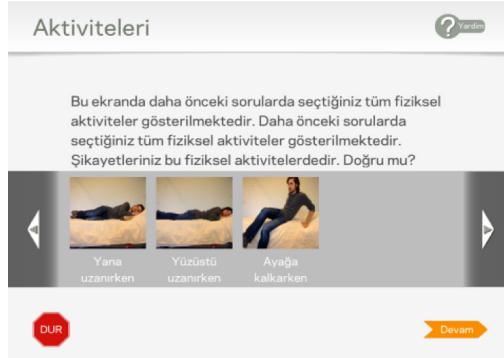 Aktiviteleri
Yardim
Bu ekranda daha önceki sorularda seçtiğiniz tüm fiziksel
aktiviteler gösterilmektedir. Daha önceki sorularda
seçtiğiniz tüm fiziksel aktiviteler gösterilmektedir.
Şikayetleriniz bu fiziksel aktivitelerdedir. Doğru mu?
Yana
uzanırken
Yüzüstü
uzanırken
Ayağa
kalkarken
DUR
Devam